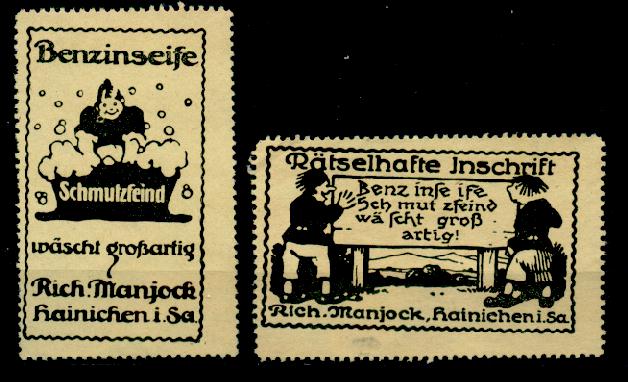 Benzinseife
Schmutzfeind
wäscht großartig
Rich. Manjock
Hainichen i. Sa.
Rätselhafte Inschrift
Benz inse ife
Sch mut zfeind
wä scht groß
artig!
Rich. Manjock, Hainichen i. Sa.